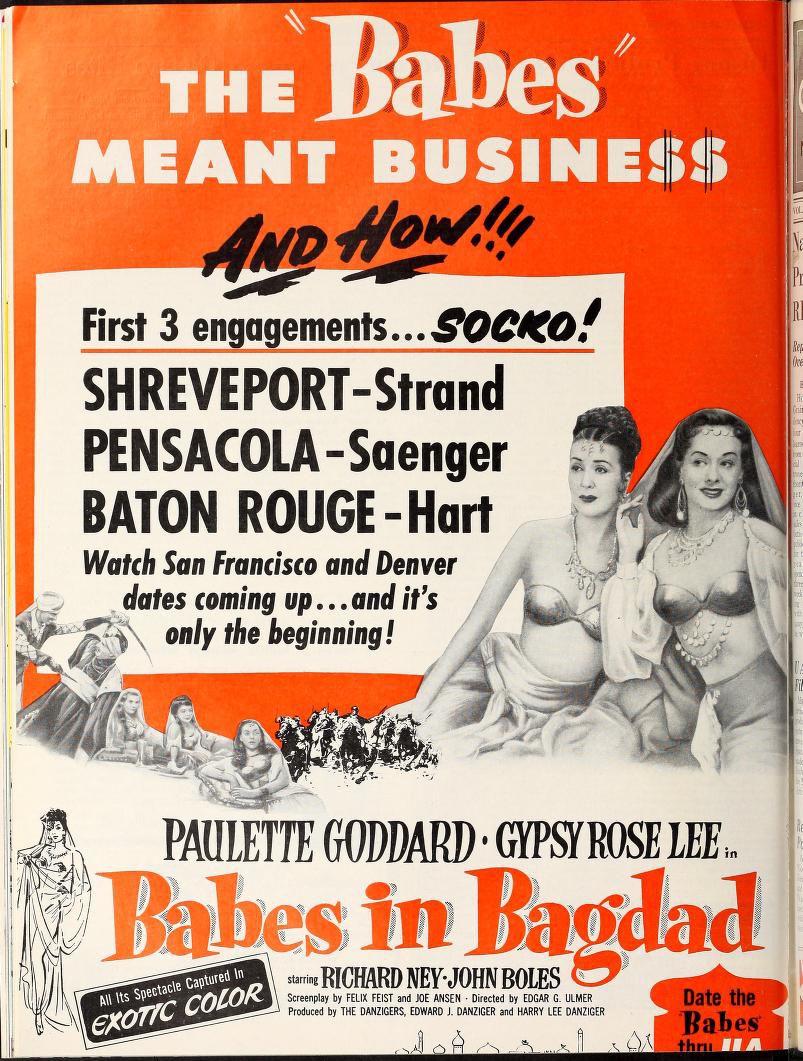 THE "Babes"
MEANT BUSINE$$
AND HOW!!!
First 3 engagements...SOCKO!
SHREVEPORT-Strand
PENSACOLA-Saenger
BATON ROUGE-Hart
Watch San Francisco and Denver
dates coming up...and it's
only the beginning!
PAULETTE GODDARD · GYPSY ROSE LEE in
Babes in Bagdad
All Its Spectacle Captured In
EXOTIC COLOR
starring RICHARD NEY · JOHN BOLES
Screenplay by FELIX FEIST and JOE ANSEN · Directed by EDGAR G. ULMER
Produced by THE DANZIGERS, EDWARD J. DANZIGER and HARRY LEE DANZIGER
Date the
"Babes"
thru UA